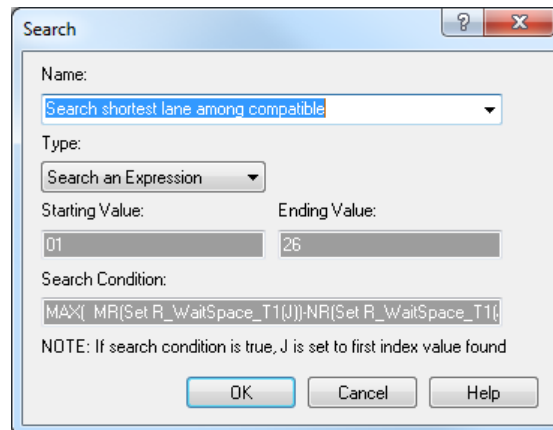 Search
Name:
Search shortest lane among compatible
Type:
Search an Expression
Starting Value: Ending Value:
01 26
Search Condition:
MAX( MR(Set R_WaitSpace_T1(J))-NR(Set R_WaitSpace_T1(
NOTE: If search condition is true, J is set to first index value found
OK Cancel Help